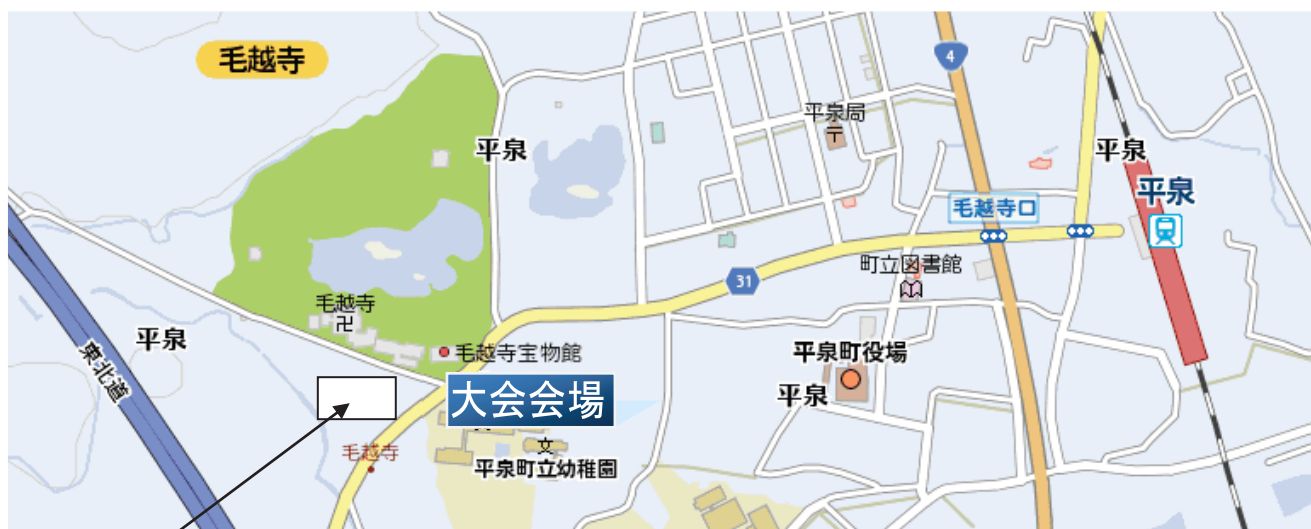 毛越寺
4
平泉局
平泉
平泉
平泉
毛越寺口
町立図書館
31
毛越寺
平泉
毛越寺宝物館
平泉町役場
東北道
大会会場
平泉
毛越寺
平泉町立幼稚園